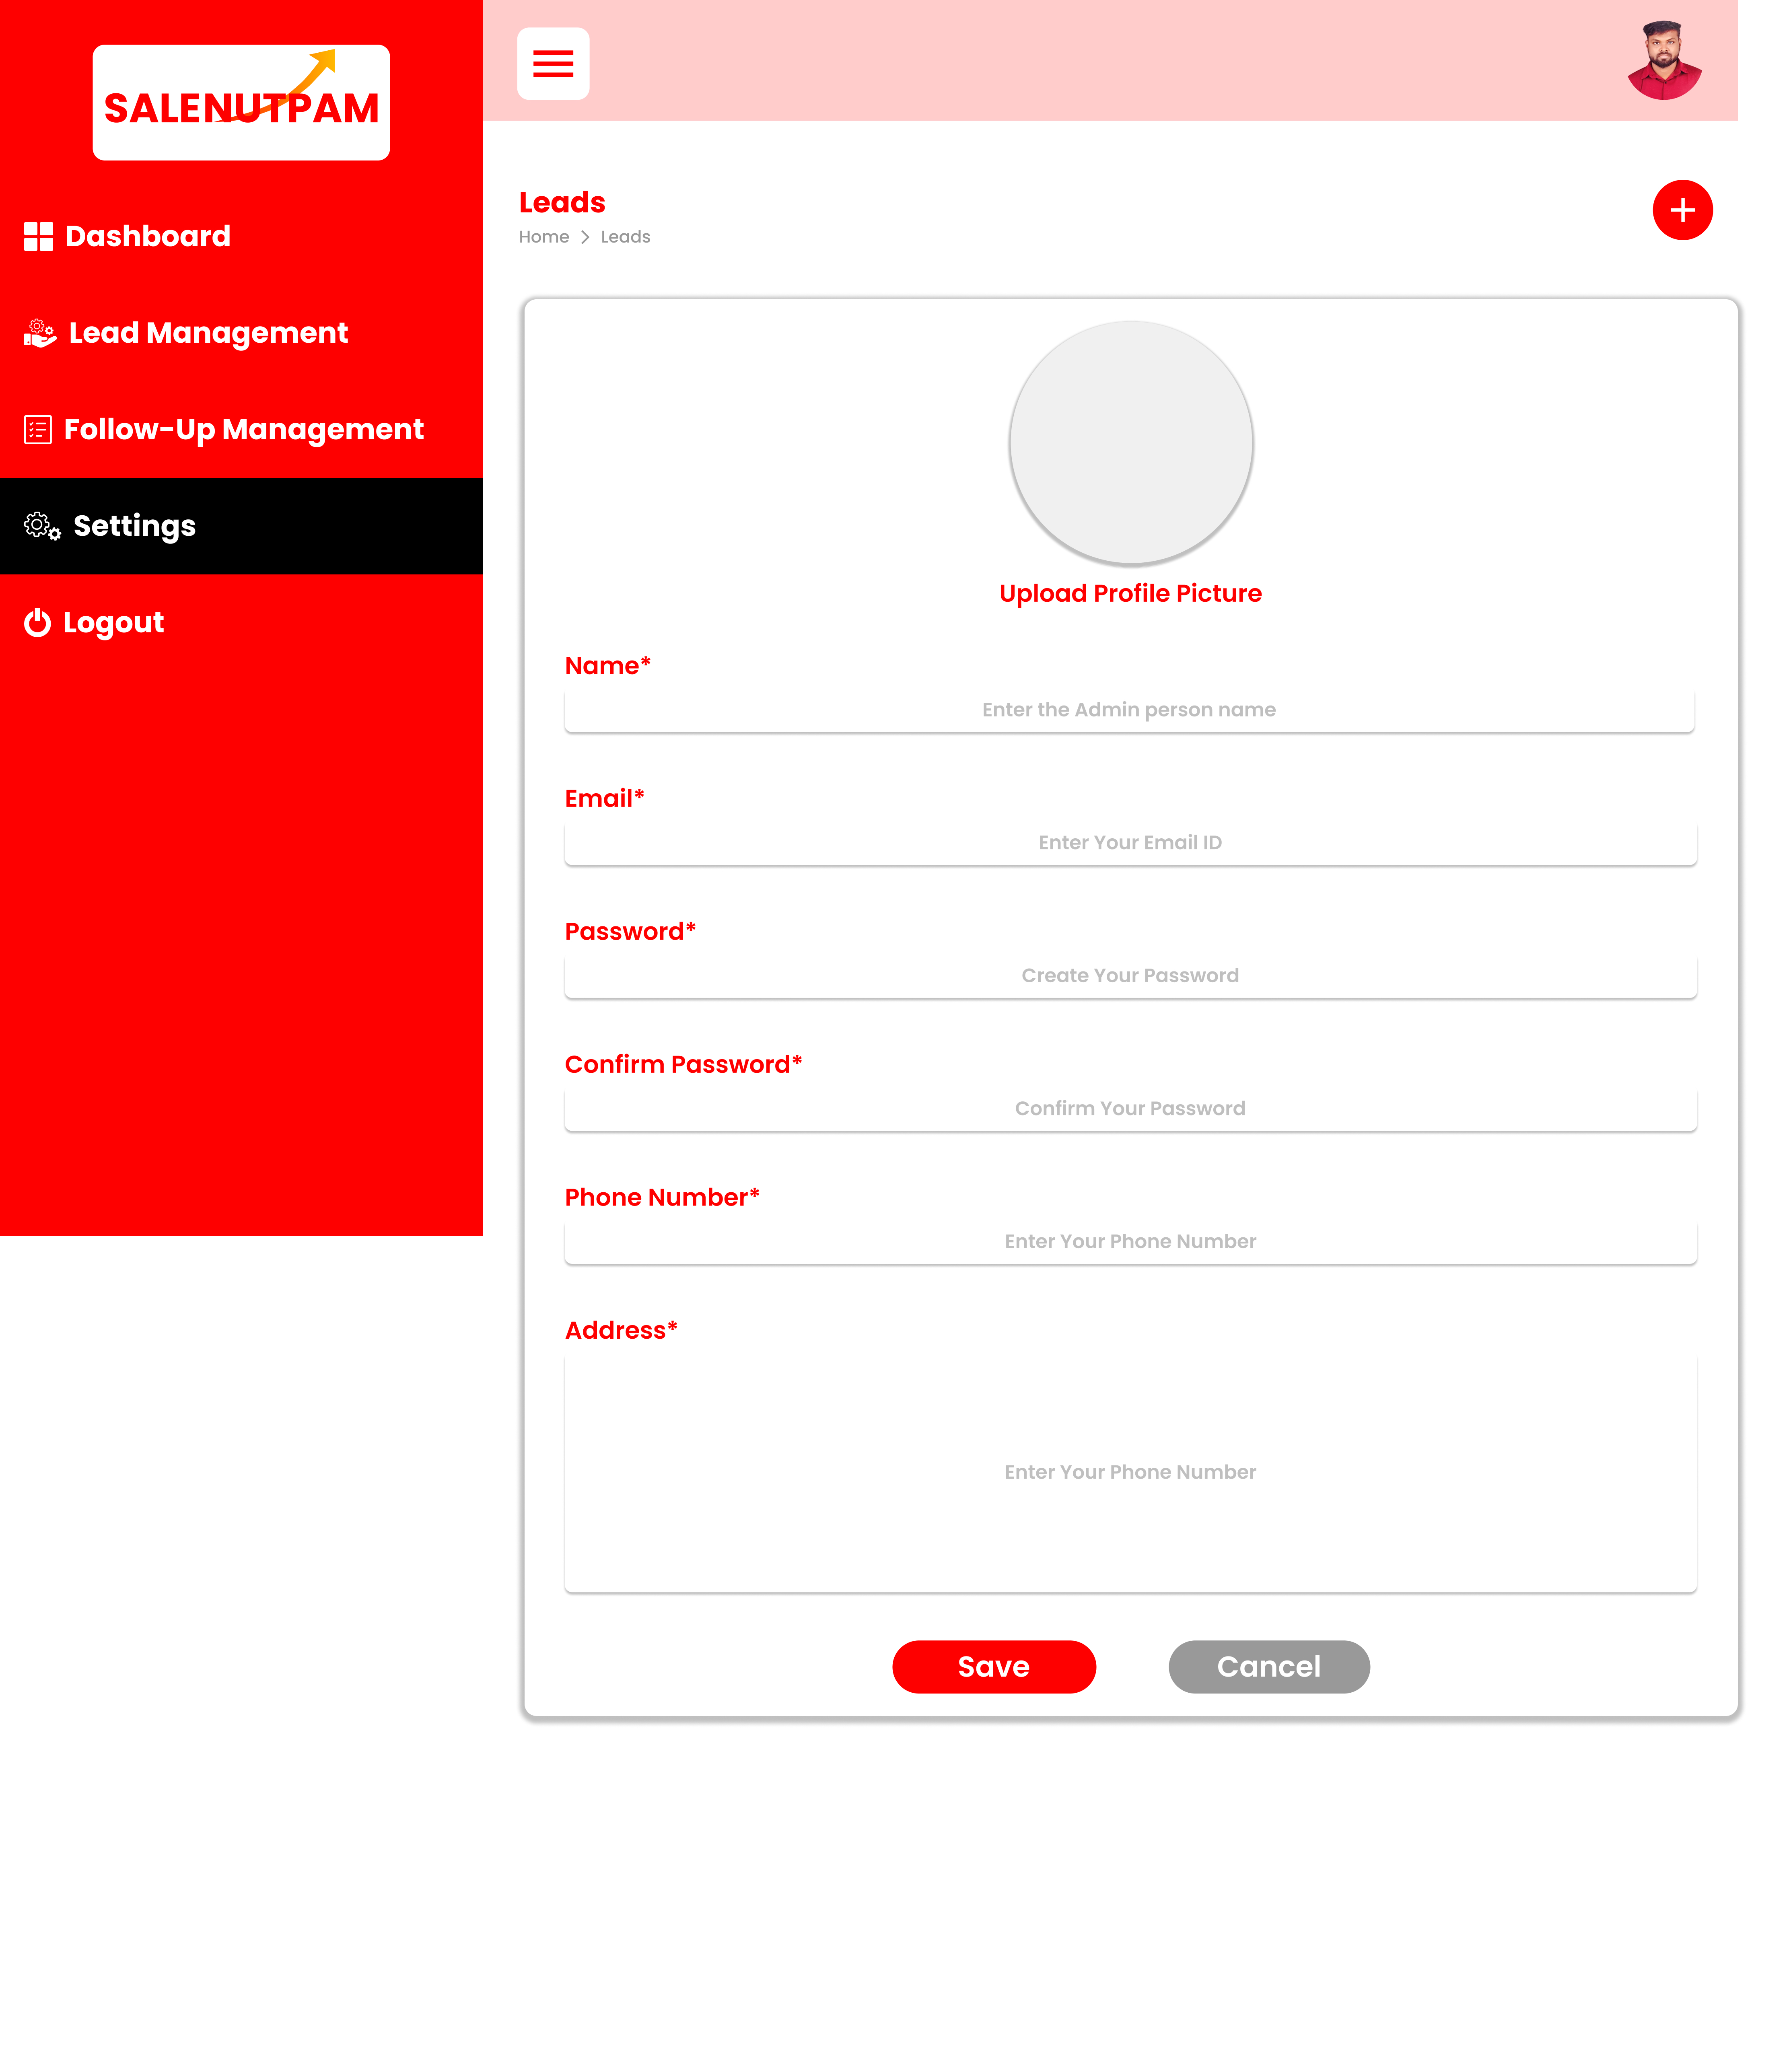 SALENUTPAM
Dashboard
Lead Management
Follow-Up Management
Settings
Logout
Leads
Home > Leads
Upload Profile Picture
Name*
Enter the Admin person name
Email*
Enter Your Email ID
Password*
Create Your Password
Confirm Password*
Confirm Your Password
Phone Number*
Enter Your Phone Number
Address*
Enter Your Phone Number
Save
Cancel